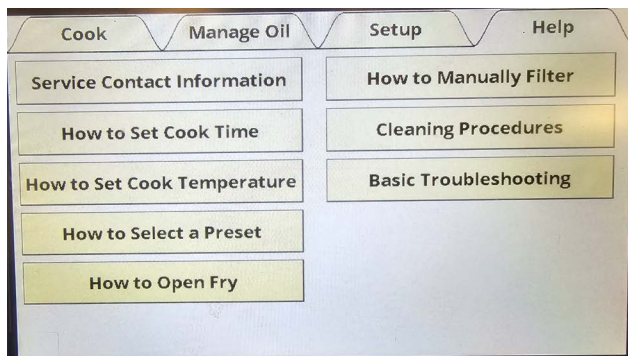 Cook
Manage Oil
Setup
Help
Service Contact Information
How to Set Cook Time
How to Set Cook Temperature
How to Select a Preset
How to Open Fry
How to Manually Filter
Cleaning Procedures
Basic Troubleshooting